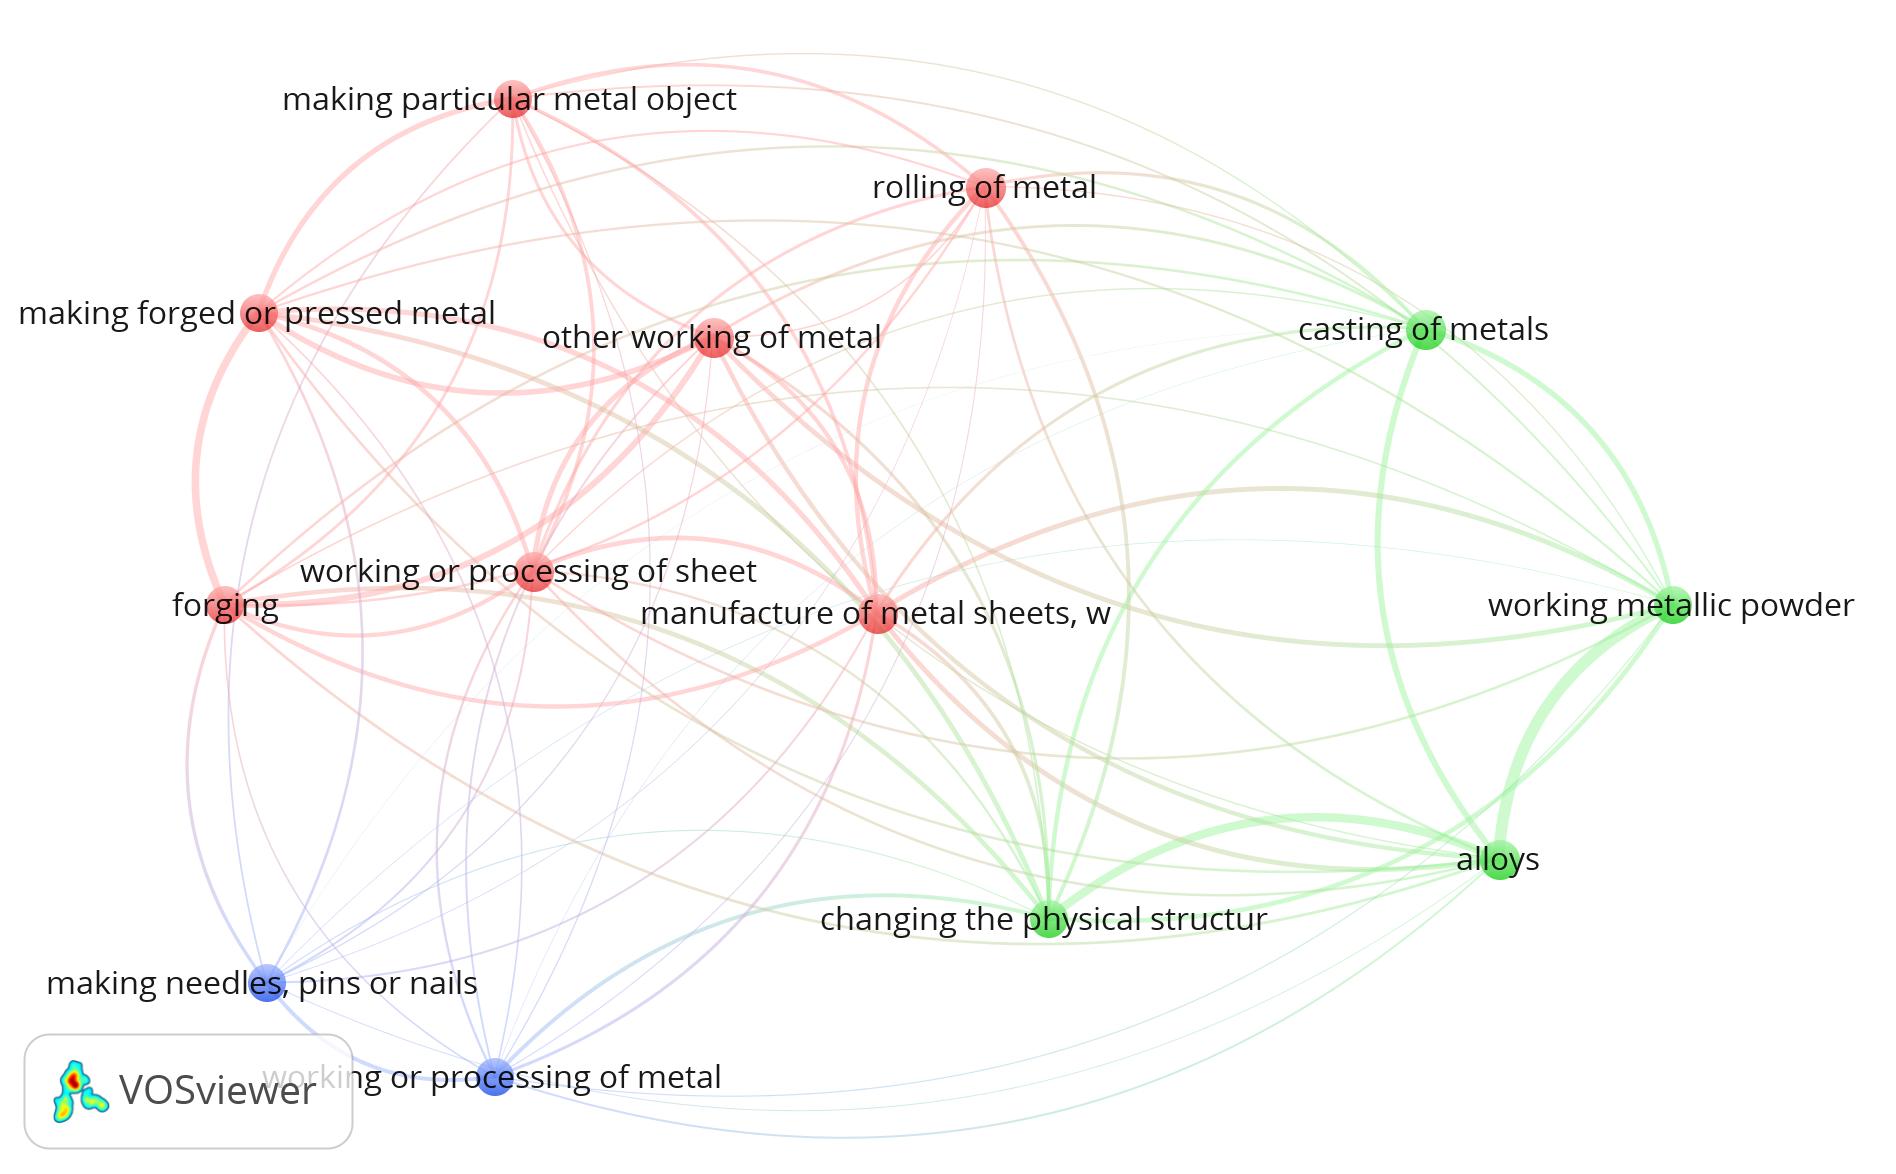 making particular metal object
rolling of metal
making forged or pressed metal
other working of metal
casting of metals
working or processing of sheet
forging
manufacture of metal sheets, w
working metallic powder
alloys
changing the physical structur
making needles, pins or nails
working or processing of metal
VOSviewer